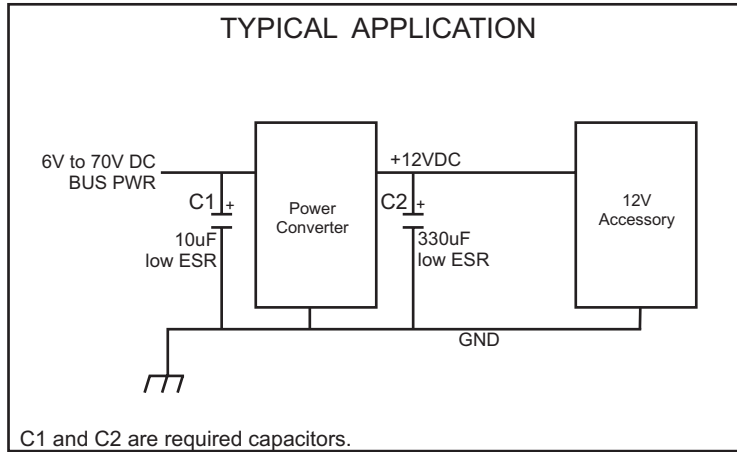 TYPICAL APPLICATION
6V to 70V DC
BUS PWR
C1
+
10uF
low ESR
Power
Converter
+12VDC
C2
+
330uF
low ESR
12V
Accessory
GND
C1 and C2 are required capacitors.